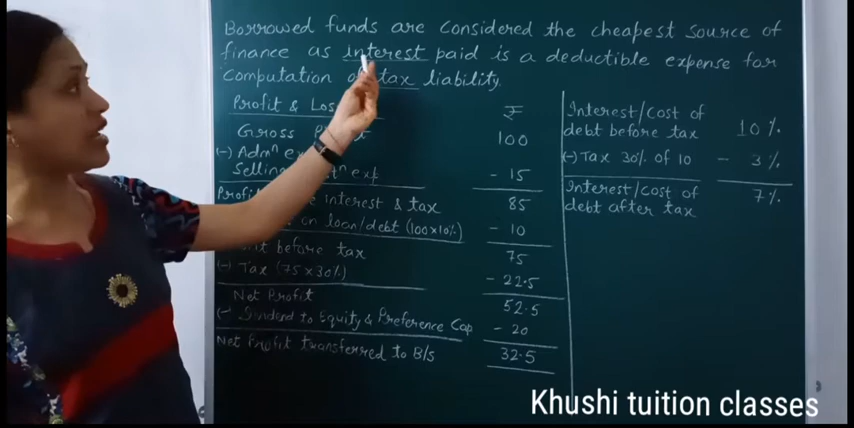 Borrowed funds are considered the cheapest source of
finance as interest paid is a deductible expense for
computation of tax liability.
Profit & Los
₹
Gross 100
(-) Admⁿ ex
Selling ⁿ exp - 15
Profit interest & tax 85
on loan/debt (100x10%) - 10
before tax 75
(-) Tax (75 x 30%) - 22.5
Net Profit 52.5
(- Dividend to Equity & Preference Cap - 20
Net Profit transferred to B/S 32.5
Interest/Cost of
debt before tax 10%
(-) Tax 30% of 10 - 3%
Interest/cost of
debt after tax 7%
Khushi tuition classes